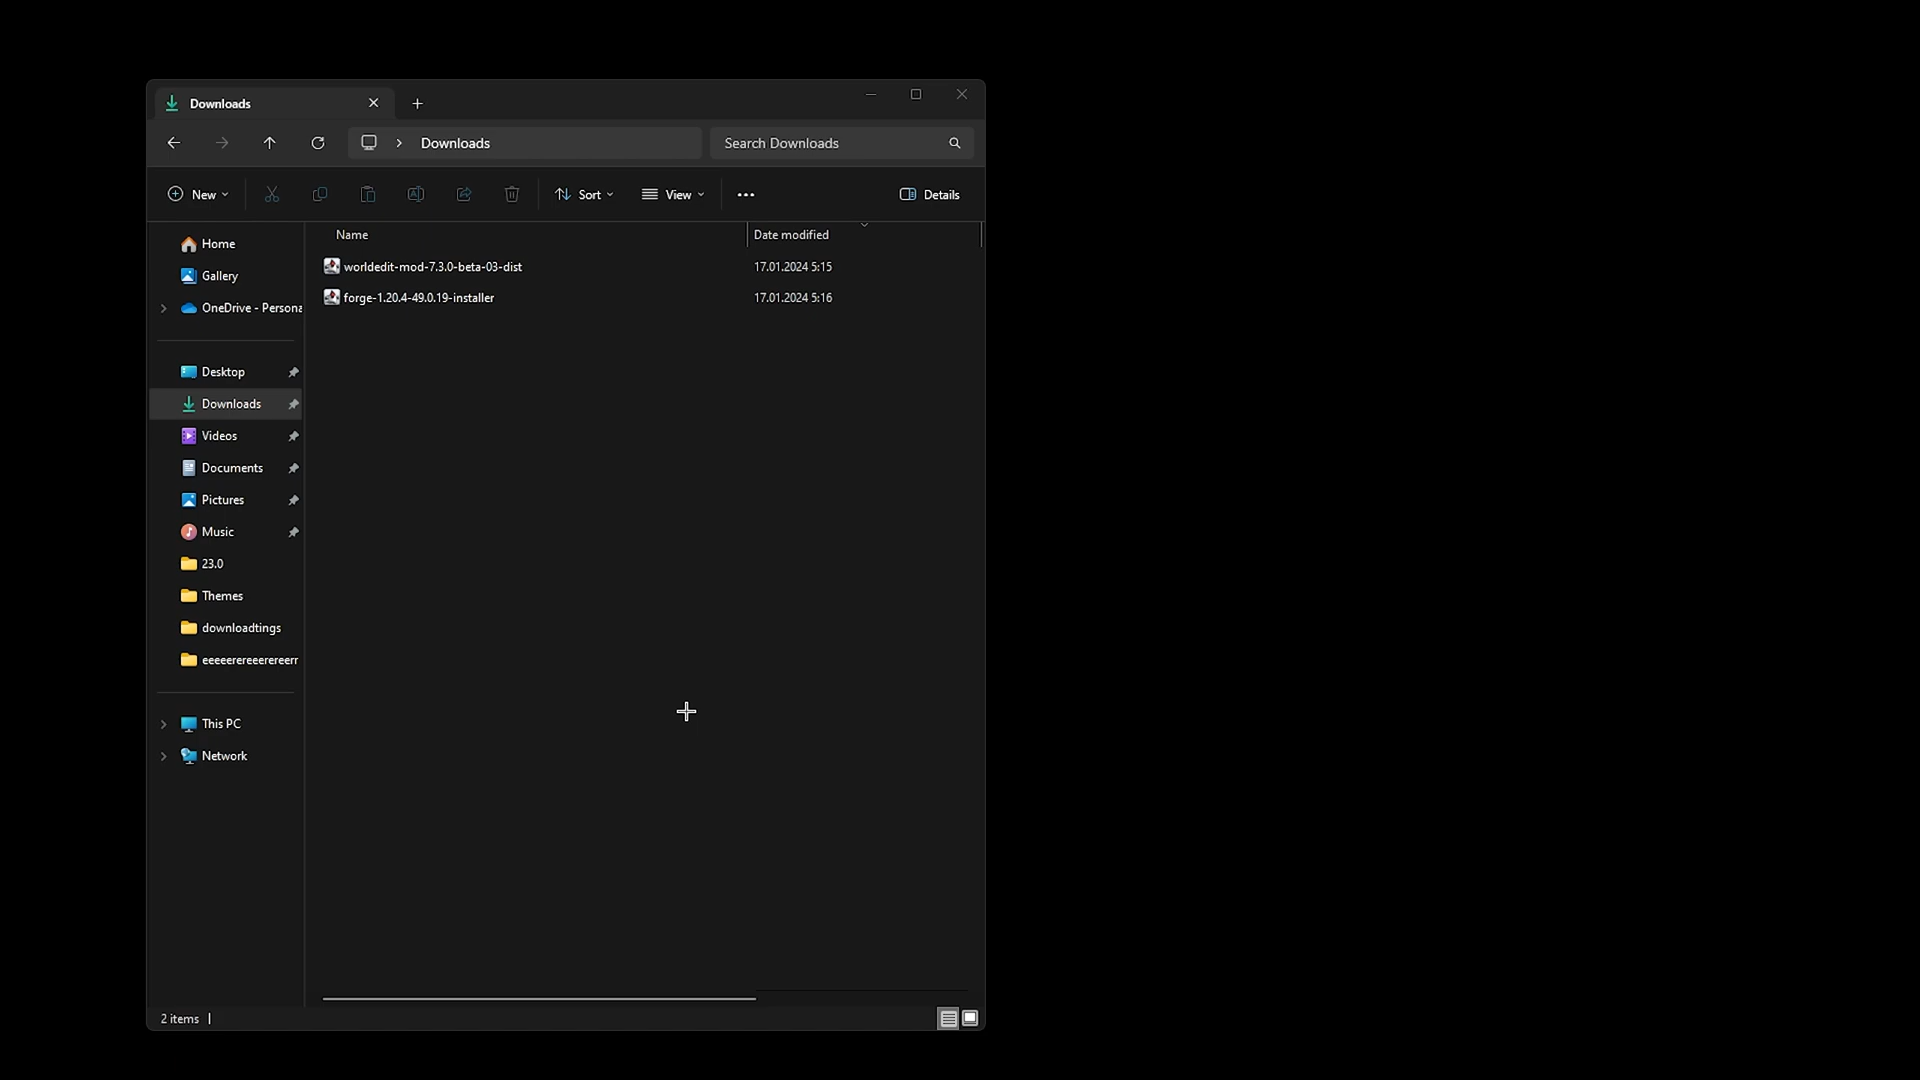 Downloads
Downloads
Search Downloads
New
Sort
View
Details
Name
Date modified
Home
Gallery
OneDrive - Persona
Desktop
Downloads
Videos
Documents
Pictures
Music
23.0
Themes
downloadtings
eeeeerereeerereerr
This PC
Network
worldedit-mod-7.3.0-beta-03-dist 17.01.2024 5:15
forge-1.20.4-49.0.19-installer 17.01.2024 5:16
2 items